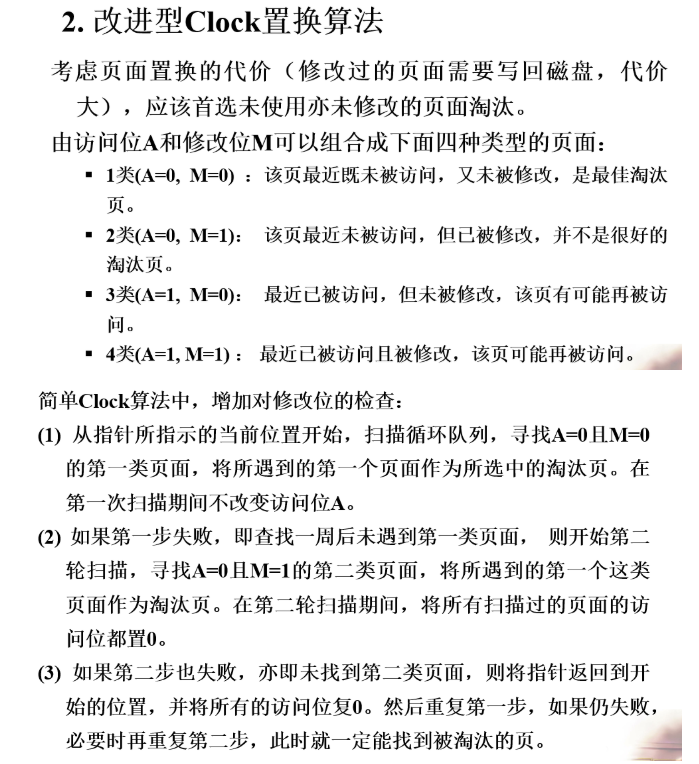 2. 改进型Clock置换算法
考虑页面置换的代价（修改过的页面需要写回磁盘，代价
大），应该首选未使用亦未修改的页面淘汰。
由访问位A和修改位M可以组合成下面四种类型的页面：
▪ 1类(A=0, M=0) ：该页最近既未被访问，又未被修改，是最佳淘汰
页。
▪ 2类(A=0, M=1)： 该页最近未被访问，但已被修改，并不是很好的
淘汰页。
▪ 3类(A=1, M=0)： 最近已被访问，但未被修改，该页有可能再被访
问。
▪ 4类(A=1, M=1) ： 最近已被访问且被修改，该页可能再被访问。
简单Clock算法中，增加对修改位的检查：
(1) 从指针所指示的当前位置开始，扫描循环队列，寻找A=0且M=0
的第一类页面，将所遇到的第一个页面作为所选中的淘汰页。在
第一次扫描期间不改变访问位A。
(2) 如果第一步失败，即查找一周后未遇到第一类页面， 则开始第二
轮扫描，寻找A=0且M=1的第二类页面，将所遇到的第一个这类
页面作为淘汰页。在第二轮扫描期间，将所有扫描过的页面的访
问位都置0。
(3) 如果第二步也失败，亦即未找到第二类页面，则将指针返回到开
始的位置，并将所有的访问位复0。然后重复第一步，如果仍失败，
必要时再重复第二步，此时就一定能找到被淘汰的页。